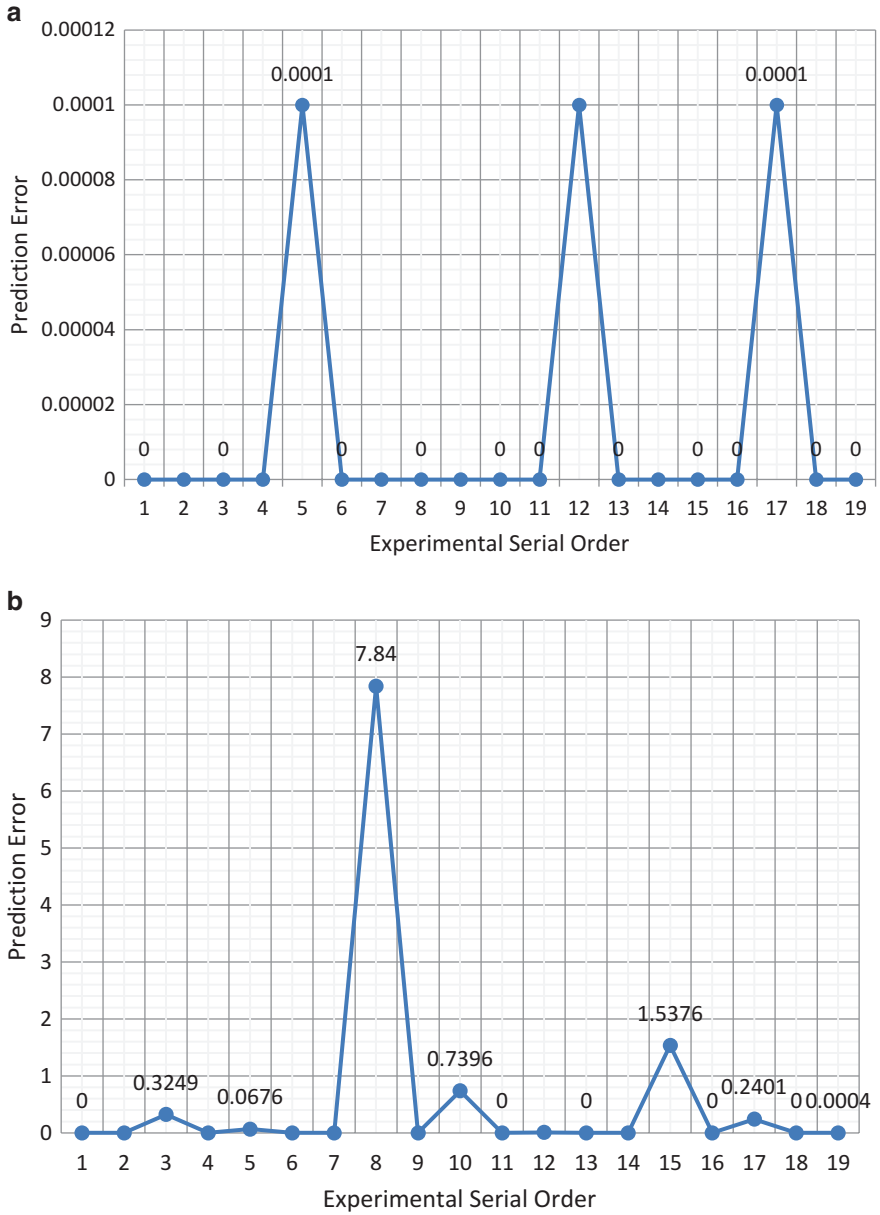 a
0.00012
0.0001
0.00008
0.00006
0.00004
0.00002
0
Prediction Error
0.0001 0.0001
0 0 0 0 0 0 0 0 0 0 0
1 2 3 4 5 6 7 8 9 10 11 12 13 14 15 16 17 18 19
Experimental Serial Order
b
9
8
7
6
5
4
3
2
1
0
Prediction Error
7.84
1.5376
0.7396
0 0.3249 0.0676 0 0 0 0.2401 0 0.0004
1 2 3 4 5 6 7 8 9 10 11 12 13 14 15 16 17 18 19
Experimental Serial Order